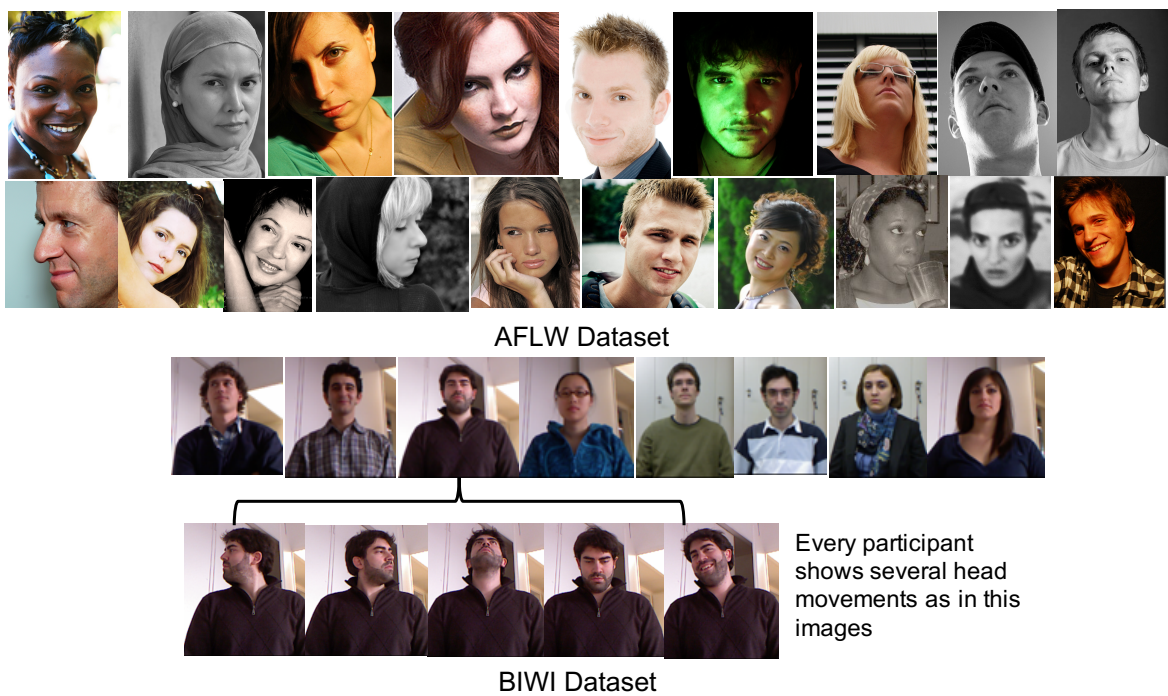 AFLW Dataset
Every participant
shows several head
movements as in this
images
BIWI Dataset